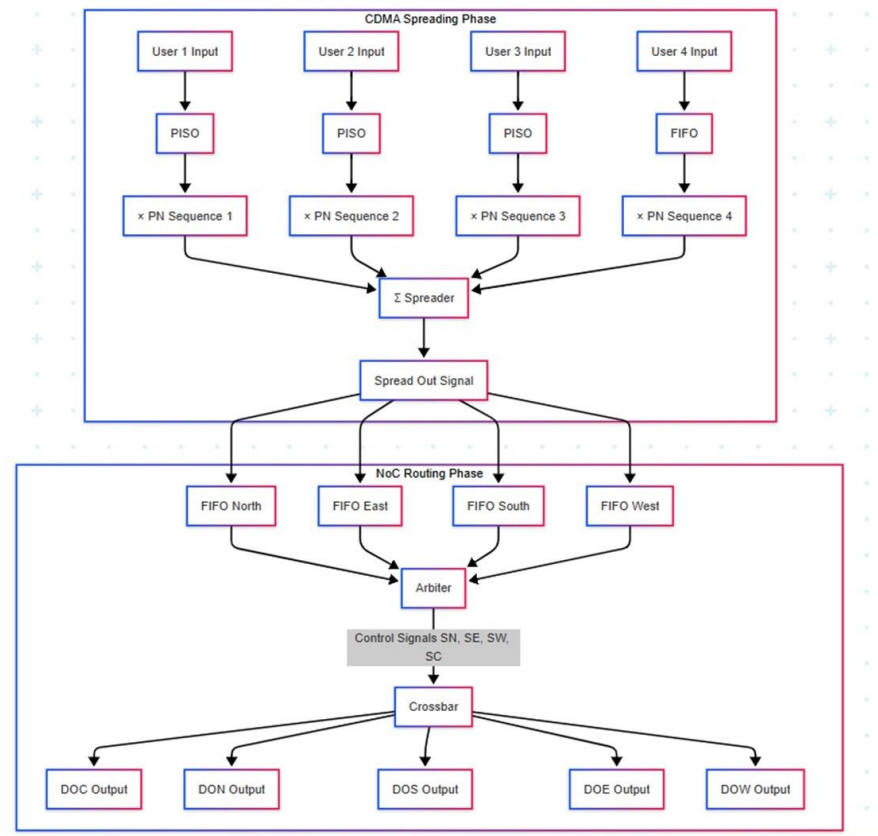 CDMA Spreading Phase
User 1 Input
User 2 Input
User 3 Input
User 4 Input
PISO
PISO
PISO
FIFO
× PN Sequence 1
× PN Sequence 2
× PN Sequence 3
× PN Sequence 4
Σ Spreader
Spread Out Signal
NoC Routing Phase
FIFO North
FIFO East
FIFO South
FIFO West
Arbiter
Control Signals SN, SE, SW,
SC
Crossbar
DOC Output
DON Output
DOS Output
DOE Output
DOW Output